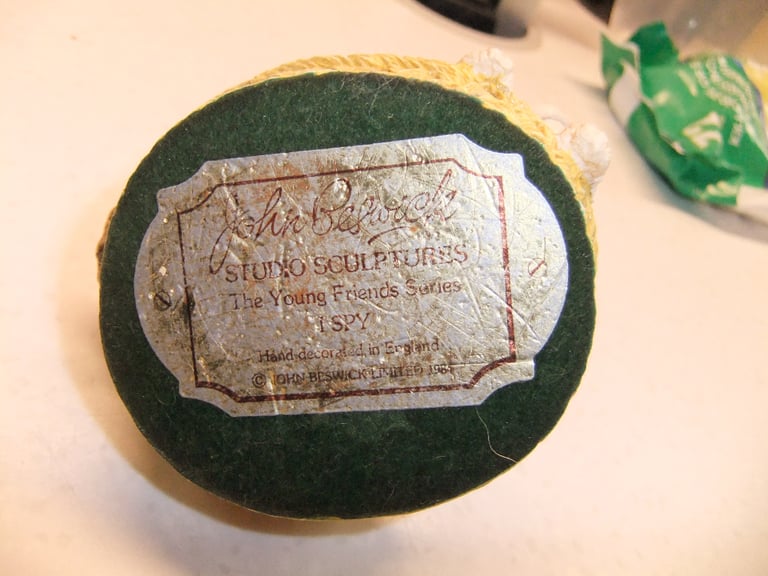 John Beswick
STUDIO SCULPTURES
The Young Friends Series
I SPY
Hand decorated in England
© JOHN BESWICK LIMITED